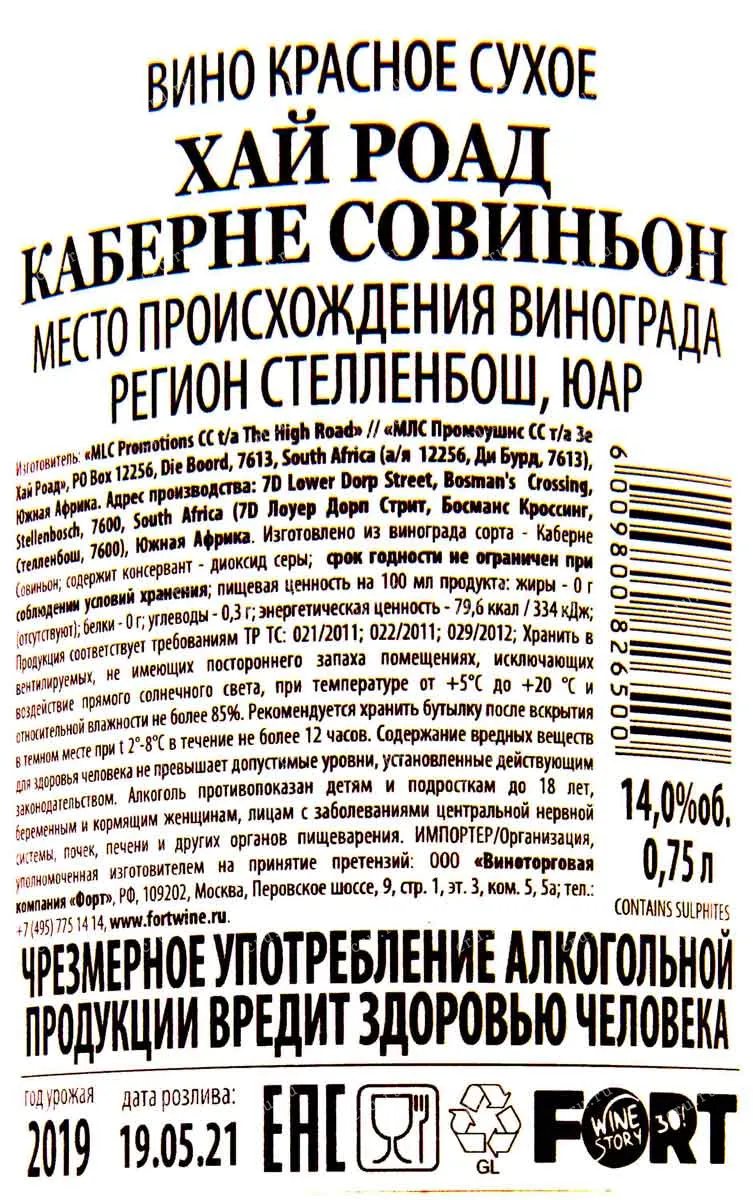 ВИНО КРАСНОЕ СУХОЕ
ХАЙ РОАД
КАБЕРНЕ СОВИНЬОН
МЕСТО ПРОИСХОЖДЕНИЯ ВИНОГРАДА
РЕГИОН СТЕЛЛЕНБОШ, ЮАР
Изготовитель: «MLC Promotions CC t/a The High Road» // «МЛС Промоушнс СС т/а Зе
Хай Роад», PO Box 12256, Die Boord, 7613, South Africa (а/я 12256, Ди Бурд, 7613),
Южная Африка. Адрес производства: 7D Lower Dorp Street, Bosman's Crossing,
Stellenbosch, 7600, South Africa (7D Лоуер Дорп Стрит, Босманс Кроссинг,
Стелленбош, 7600), Южная Африка. Изготовлено из винограда сорта - Каберне
Совиньон; содержит консервант - диоксид серы; срок годности не ограничен при
соблюдении условий хранения; пищевая ценность на 100 мл продукта: жиры - 0 г
(отсутствуют); белки - 0 г; углеводы - 0,3 г; энергетическая ценность - 79,6 ккал / 334 кДж;
Продукция соответствует требованиям ТР ТС: 021/2011; 022/2011; 029/2012; Хранить в
вентилируемых, не имеющих постороннего запаха помещениях, исключающих
воздействие прямого солнечного света, при температуре от +5°C до +20 °C и
относительной влажности не более 85%. Рекомендуется хранить бутылку после вскрытия
в темном месте при t 2°-8°C в течение не более 12 часов. Содержание вредных веществ
для здоровья человека не превышает допустимые уровни, установленные действующим
законодательством. Алкоголь противопоказан детям и подросткам до 18 лет,
беременным и кормящим женщинам, лицам с заболеваниями центральной нервной
системы, почек, печени и других органов пищеварения. ИМПОРТЕР/Организация,
уполномоченная изготовителем на принятие претензий: ООО «Виноторговая
компания «Форт», РФ, 109202, Москва, Перовское шоссе, 9, стр. 1, эт. 3, ком. 5, 5а; тел.:
+7 (495) 775 14 14, www.fortwine.ru.
6 009800 826500
14,0%об.
0,75 л
CONTAINS SULPHITES
ЧРЕЗМЕРНОЕ УПОТРЕБЛЕНИЕ АЛКОГОЛЬНОЙ
ПРОДУКЦИИ ВРЕДИТ ЗДОРОВЬЮ ЧЕЛОВЕКА
год урожая
2019
дата розлива:
19.05.21
EAC
GL
FORT
WINE STORY
30!